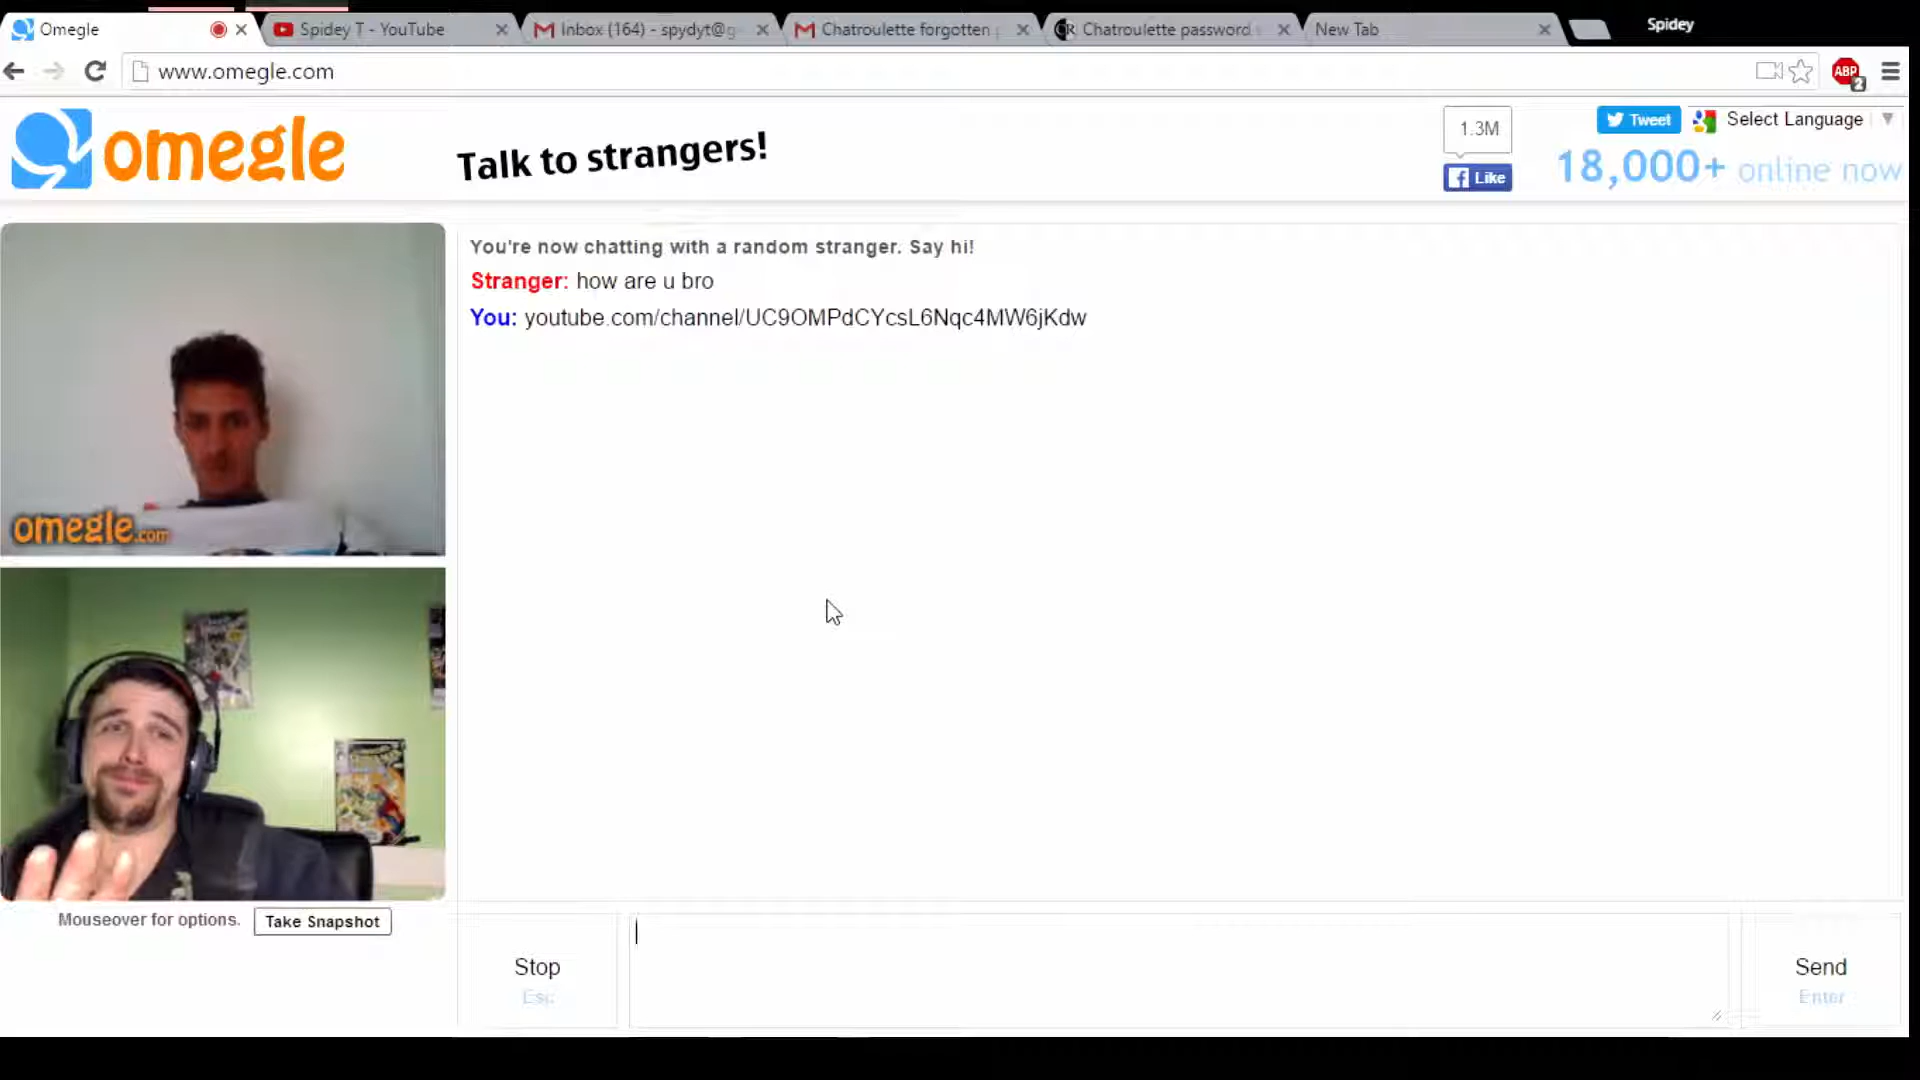 Omegle
Spidey T - YouTube
Inbox (164) - spydyt@g
Chatroulette forgotten
Chatroulette password
New Tab
Spidey
www.omegle.com
ABP
2
omegle
Talk to strangers!
1.3M
Like
Tweet
Select Language
18,000+ online now
You're now chatting with a random stranger. Say hi!
Stranger: how are u bro
You: youtube.com/channel/UC9OMPdCYcsL6Nqc4MW6jKdw
omegle.com
Mouseover for options.
Take Snapshot
Stop
Esc
Send
Enter